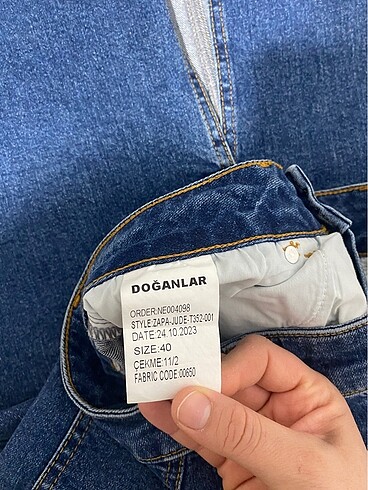 DOĞANLAR
ORDER:NE004098
STYLE:ZAPA-JUDE-T352-001
DATE:24.10.2023
SIZE:40
ÇEKME:11/2
FABRIC CODE:00650